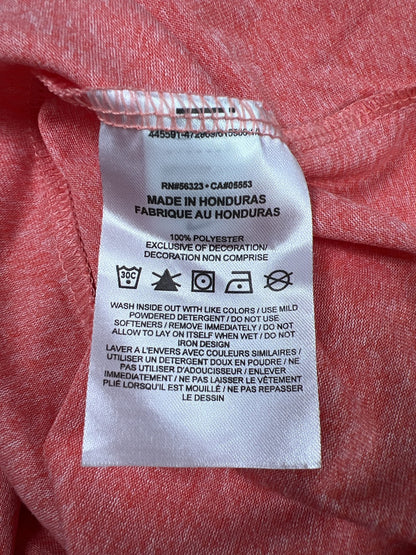 RN#56323 • CA#05553
MADE IN HONDURAS
FABRIQUE AU HONDURAS
100% POLYESTER
EXCLUSIVE OF DECORATION/
DECORATION NON COMPRISE
30C
WASH INSIDE OUT WITH LIKE COLORS / USE MILD
POWDERED DETERGENT / DO NOT USE
SOFTENERS / REMOVE IMMEDIATELY / DO NOT
ALLOW TO LAY ON ITSELF WHEN WET / DO NOT
IRON DESIGN
LAVER A L'ENVERS AVEC COULEURS SIMILAIRES /
UTILISER UN DETERGENT DOUX EN POUDRE / NE PAS
UTILISER D'ADOUCISSEUR / ENLEVER
IMMEDIATEMENT / NE PAS LAISSER LE VÊTEMENT
PLIÉ LORSQU'IL EST MOUILLÉ / NE PAS REPASSER
LE DESSIN